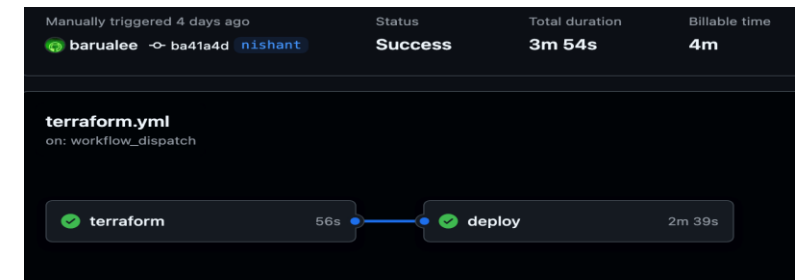 Manually triggered 4 days ago Status Total duration Billable time
barualee ba41a4d nishant Success 3m 54s 4m
terraform.yml
on: workflow_dispatch
terraform 56s deploy 2m 39s